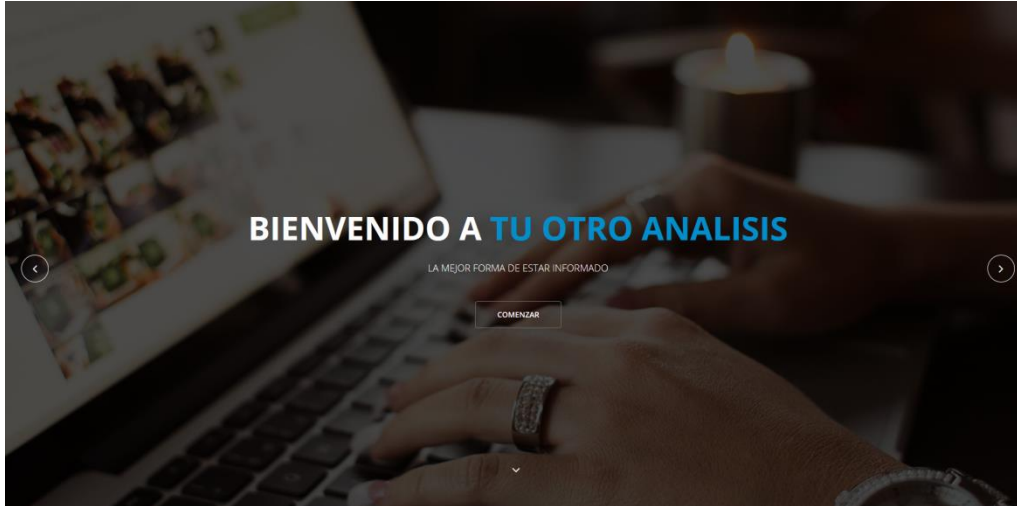 BIENVENIDO A TU OTRO ANALISIS
LA MEJOR FORMA DE ESTAR INFORMADO
COMENZAR